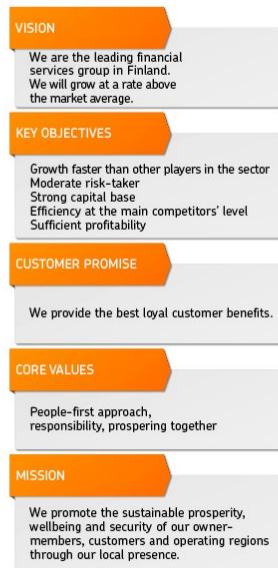 VISION
We are the leading financial
services group in Finland.
We will grow at a rate above
the market average.
KEY OBJECTIVES
Growth faster than other players in the sector
Moderate risk-taker
Strong capital base
Efficiency at the main competitors' level
Sufficient profitability
CUSTOMER PROMISE
We provide the best loyal customer benefits.
CORE VALUES
People-first approach,
responsibility, prospering together
MISSION
We promote the sustainable prosperity,
wellbeing and security of our owner-
members, customers and operating regions
through our local presence.